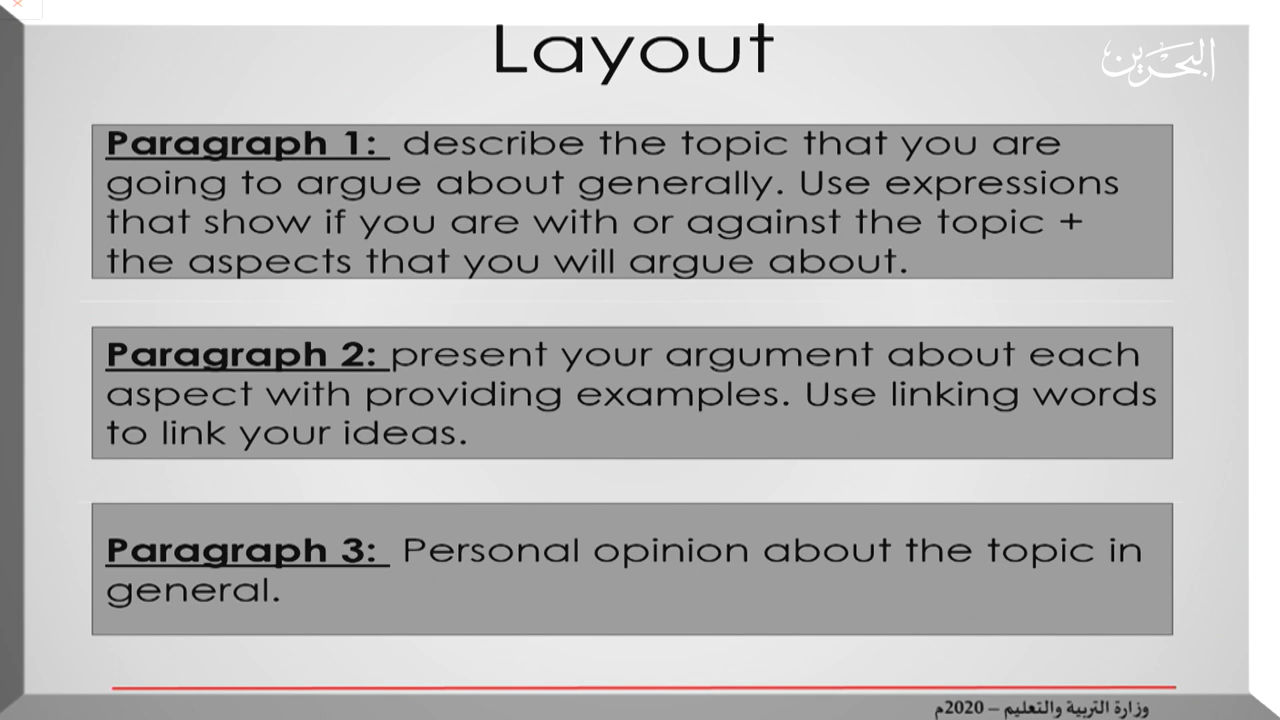 Layout
البحرين
Paragraph 1: describe the topic that you are
going to argue about generally. Use expressions
that show if you are with or against the topic +
the aspects that you will argue about.
Paragraph 2: present your argument about each
aspect with providing examples. Use linking words
to link your ideas.
Paragraph 3: Personal opinion about the topic in
general.
وزارة التربية والتعليم – 2020م